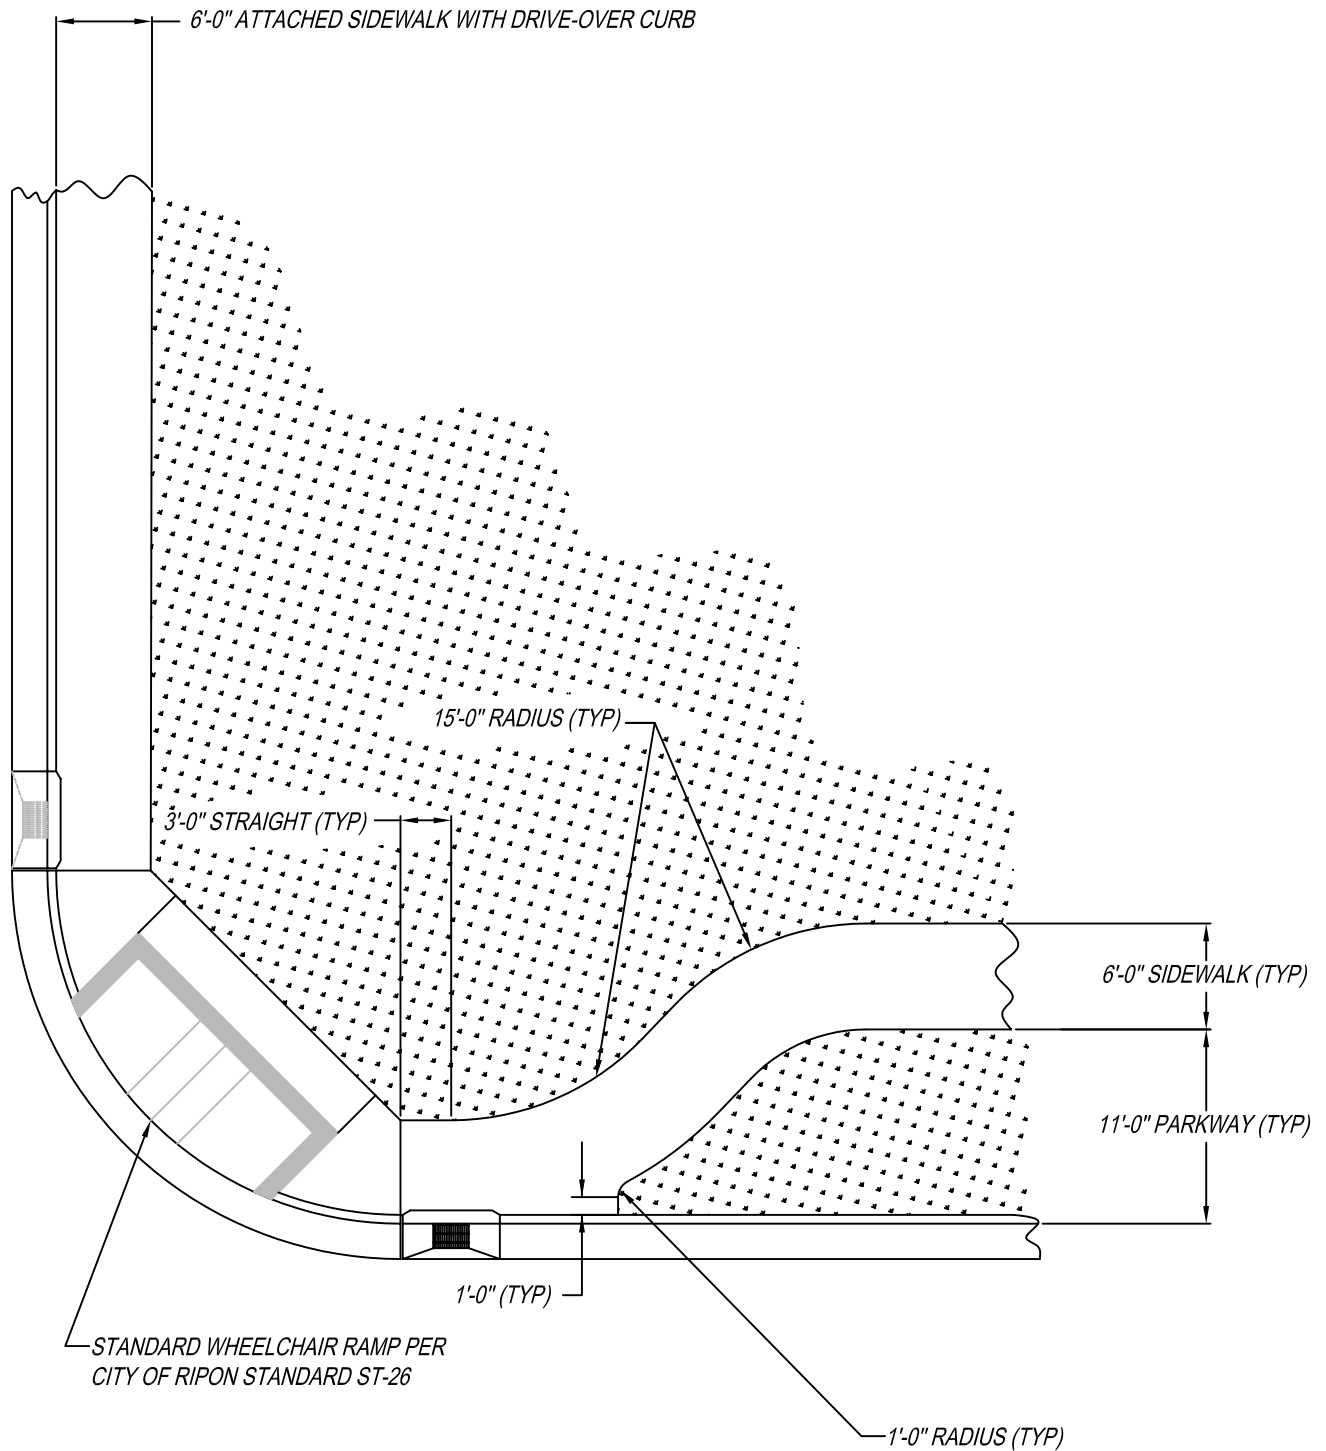 6'-0" ATTACHED SIDEWALK WITH DRIVE-OVER CURB
15'-0" RADIUS (TYP)
3'-0" STRAIGHT (TYP)
6'-0" SIDEWALK (TYP)
11'-0" PARKWAY (TYP)
1'-0" (TYP)
STANDARD WHEELCHAIR RAMP PER
CITY OF RIPON STANDARD ST-26
1'-0" RADIUS (TYP)